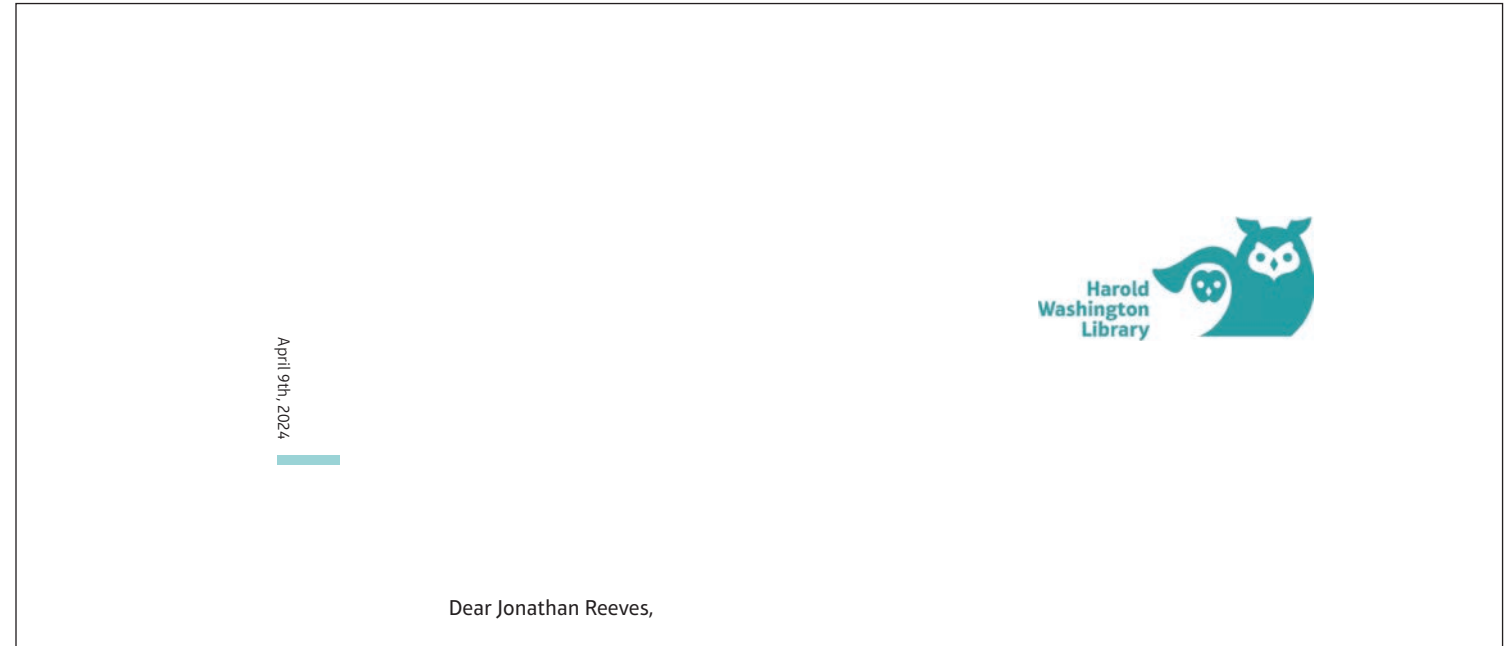 Harold
Washington
Library
April 9th, 2024
Dear Jonathan Reeves,